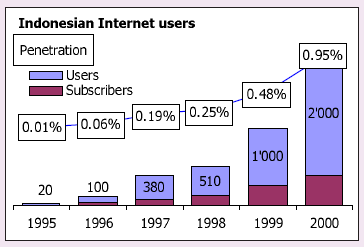 Indonesian Internet users
Penetration
Users
Subscribers
0.01%
0.06%
0.19%
0.25%
0.48%
0.95%
20
100
380
510
1'000
2'000
1995 1996 1997 1998 1999 2000